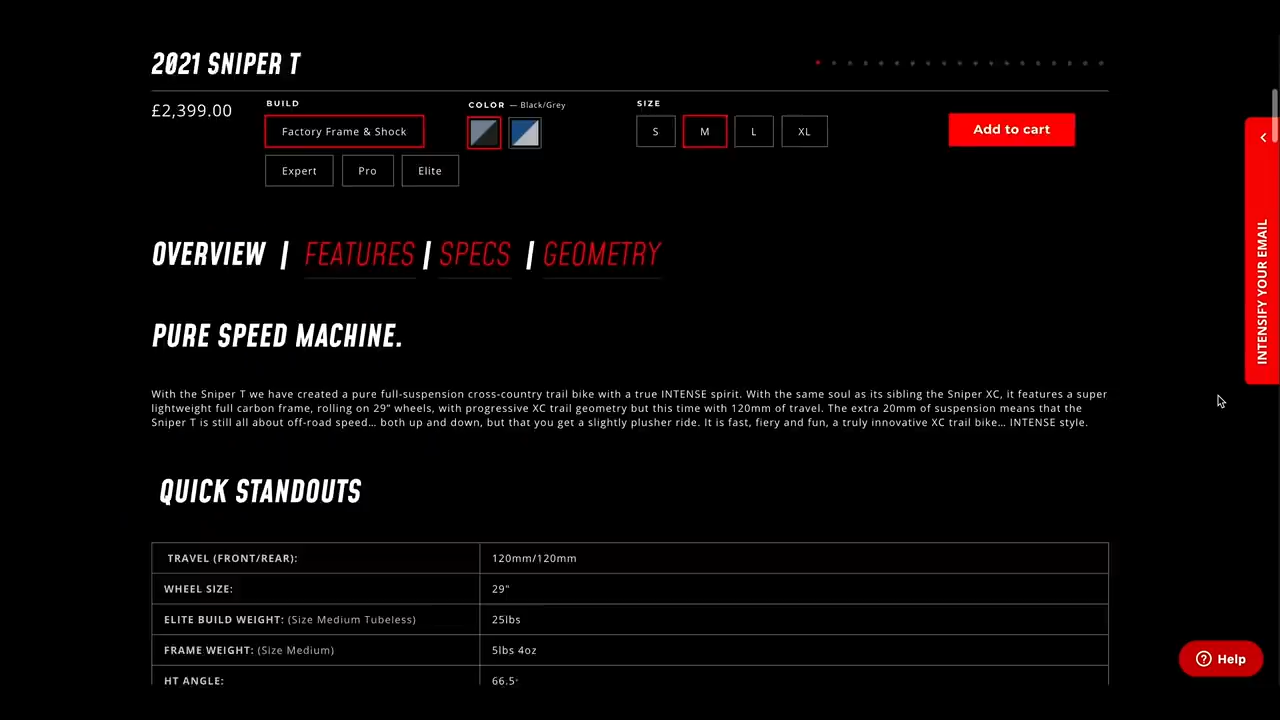 2021 SNIPER T
£2,399.00
BUILD
Factory Frame & Shock
Expert
Pro
Elite
COLOR — Black/Grey
SIZE
S
M
L
XL
Add to cart
INTENSIFY YOUR EMAIL
OVERVIEW | FEATURES | SPECS | GEOMETRY
PURE SPEED MACHINE.
With the Sniper T we have created a pure full-suspension cross-country trail bike with a true INTENSE spirit. With the same soul as its sibling the Sniper XC, it features a super
lightweight full carbon frame, rolling on 29” wheels, with progressive XC trail geometry but this time with 120mm of travel. The extra 20mm of suspension means that the
Sniper T is still all about off-road speed… both up and down, but that you get a slightly plusher ride. It is fast, fiery and fun, a truly innovative XC trail bike… INTENSE style.
QUICK STANDOUTS
TRAVEL (FRONT/REAR): 120mm/120mm
WHEEL SIZE: 29"
ELITE BUILD WEIGHT: (Size Medium Tubeless) 25lbs
FRAME WEIGHT: (Size Medium) 5lbs 4oz
HT ANGLE: 66.5°
Help